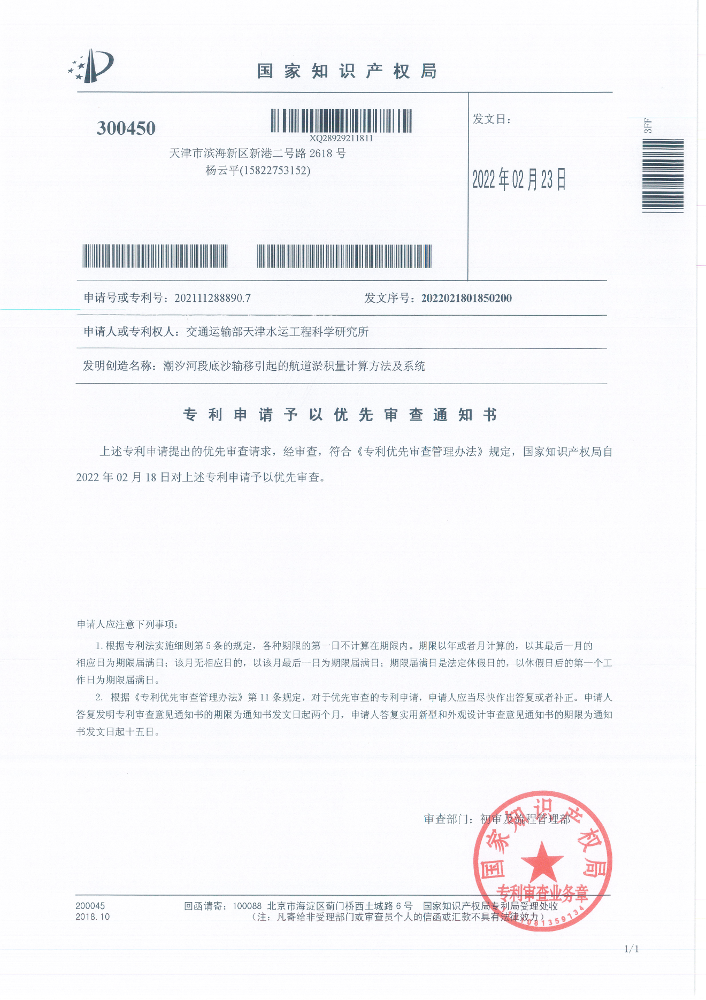 国家知识产权局
300450
XQ28929211811
天津市滨海新区新港二号路 2618 号
杨云平(15822753152)
发文日：
2022 年 02 月 23 日
3FF
申请号或专利号：202111288890.7 发文序号：2022021801850200
申请人或专利权人：交通运输部天津水运工程科学研究所
发明创造名称：潮汐河段底沙输移引起的航道淤积量计算方法及系统
专利申请予以优先审查通知书
上述专利申请提出的优先审查请求，经审查，符合《专利优先审查管理办法》规定，国家知识产权局自
2022 年 02 月 18 日对上述专利申请予以优先审查。
申请人应注意下列事项：
1.根据专利法实施细则第 5 条的规定，各种期限的第一日不计算在期限内。期限以年或者月计算的，以其最后一月的
相应日为期限届满日；该月无相应日的，以该月最后一日为期限届满日；期限届满日是法定休假日的，以休假日后的第一个工
作日为期限届满日。
2. 根据《专利优先审查管理办法》第 11 条规定，对于优先审查的专利申请，申请人应当尽快作出答复或者补正。申请人
答复发明专利审查意见通知书的期限为通知书发文日起两个月，申请人答复实用新型和外观设计审查意见通知书的期限为通知
书发文日起十五日。
审查部门：初审及流程管理部
国家知识产权局
专利审查业务章
200045
2018.10
回函请寄：100088 北京市海淀区蓟门桥西土城路 6 号 国家知识产权局专利局受理处收
（注：凡寄给非受理部门或审查员个人的信函或汇款不具有法律效力）
1/1